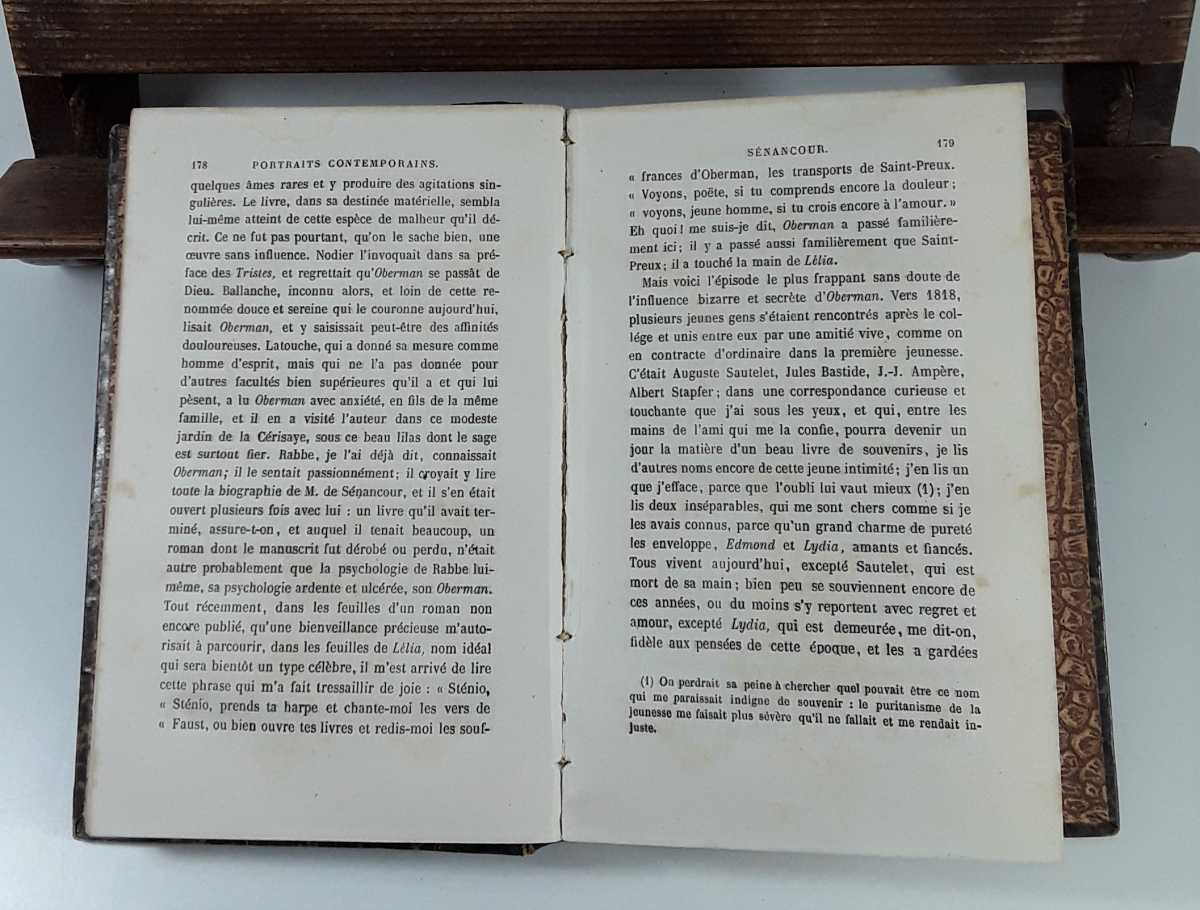 178 PORTRAITS CONTEMPORAINS.
quelques âmes rares et y produire des agitations sin-
gulières. Le livre, dans sa destinée matérielle, sembla
lui-même atteint de cette espèce de malheur qu'il dé-
crit. Ce ne fut pas pourtant, qu'on le sache bien, une
œuvre sans influence. Nodier l'invoquait dans sa pré-
face des Tristes, et regrettait qu'Oberman se passât de
Dieu. Ballanche, inconnu alors, et loin de cette re-
nommée douce et sereine qui le couronne aujourd'hui,
lisait Oberman, et y saisissait peut-être des affinités
douloureuses. Latouche, qui a donné sa mesure comme
homme d'esprit, mais qui ne l'a pas donnée pour
d'autres facultés bien supérieures qu'il a et qui lui
pèsent, a lu Oberman avec anxiété, en fils de la même
famille, et il en a visité l'auteur dans ce modeste
jardin de la Cérisaye, sous ce beau lilas dont le sage
est surtout fier. Rabbe, je l'ai déjà dit, connaissait
Oberman; il le sentait passionnément; il croyait y lire
toute la biographie de M. de Sénancour, et il s'en était
ouvert plusieurs fois avec lui : un livre qu'il avait ter-
miné, assure-t-on, et auquel il tenait beaucoup, un
roman dont le manuscrit fut dérobé ou perdu, n'était
autre probablement que la psychologie de Rabbe lui-
même, sa psychologie ardente et ulcérée, son Oberman.
Tout récemment, dans les feuilles d'un roman non
encore publié, qu'une bienveillance précieuse m'auto-
risait à parcourir, dans les feuilles de Lélia, nom idéal
qui sera bientôt un type célèbre, il m'est arrivé de lire
cette phrase qui m'a fait tressaillir de joie : « Sténio,
« Sténio, prends ta harpe et chante-moi les vers de
« Faust, ou bien ouvre tes livres et redis-moi les souf-
SÉNANCOUR. 179
« frances d'Oberman, les transports de Saint-Preux.
« Voyons, poëte, si tu comprends encore la douleur;
« voyons, jeune homme, si tu crois encore à l'amour. »
Eh quoi! me suis-je dit, Oberman a passé familière-
ment ici; il y a passé aussi familièrement que Saint-
Preux; il a touché la main de Lélia.
Mais voici l'épisode le plus frappant sans doute de
l'influence bizarre et secrète d'Oberman. Vers 1818,
plusieurs jeunes gens s'étaient rencontrés après le col-
lége et unis entre eux par une amitié vive, comme on
en contracte d'ordinaire dans la première jeunesse.
C'était Auguste Sautelet, Jules Bastide, J.-J. Ampère,
Albert Stapfer; dans une correspondance curieuse et
touchante que j'ai sous les yeux, et qui, entre les
mains de l'ami qui me la confie, pourra devenir un
jour la matière d'un beau livre de souvenirs, je lis
d'autres noms encore de cette jeune intimité; j'en lis un
que j'efface, parce que l'oubli lui vaut mieux (1); j'en
lis deux inséparables, qui me sont chers comme si je
les avais connus, parce qu'un grand charme de pureté
les enveloppe, Edmond et Lydia, amants et fiancés.
Tous vivent aujourd'hui, excepté Sautelet, qui est
mort de sa main; bien peu se souviennent encore de
ces années, ou du moins s'y reportent avec regret et
amour, excepté Lydia, qui est demeurée, me dit-on,
fidèle aux pensées de cette époque, et les a gardées
(1) On perdrait sa peine à chercher quel pouvait être ce nom
qui me paraissait indigne de souvenir : le puritanisme de la
jeunesse me faisait plus sévère qu'il ne fallait et me rendait in-
juste.